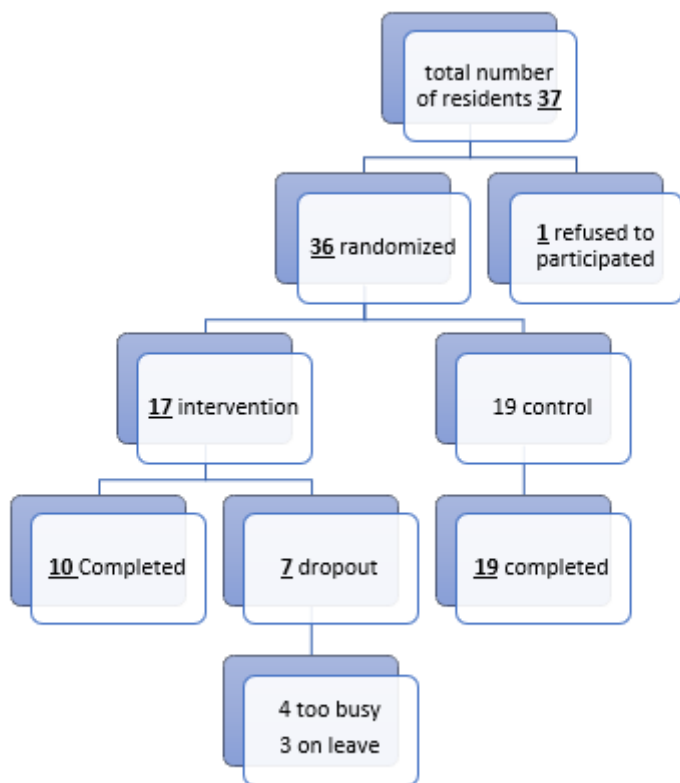 total number
of residents 37
36 randomized
1 refused to
participated
17 intervention
19 control
10 Completed
7 dropout
19 completed
4 too busy
3 on leave